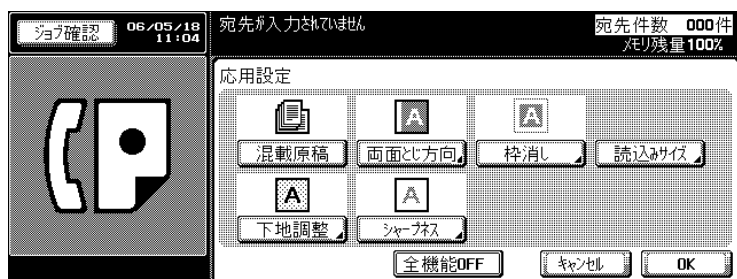 ジョブ確認
06/05/18
11:04
宛先が入力されていません
宛先件数 000件
メモリ残量100%
応用設定
混載原稿
両面とじ方向
枠消し
読込みサイズ
下地調整
シャープネス
全機能OFF
キャンセル
OK